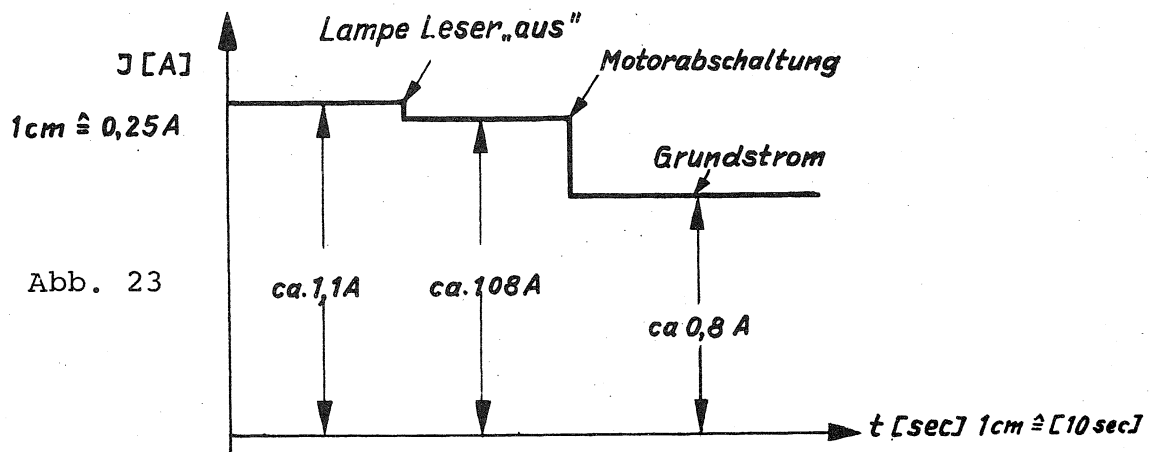 Lampe Leser „aus"
J [A]
Motorabschaltung
1cm ≙ 0,25A
Grundstrom
Abb. 23
ca. 1,1A
ca. 108A
ca 0,8 A
t [sec] 1cm ≙ [10 sec]